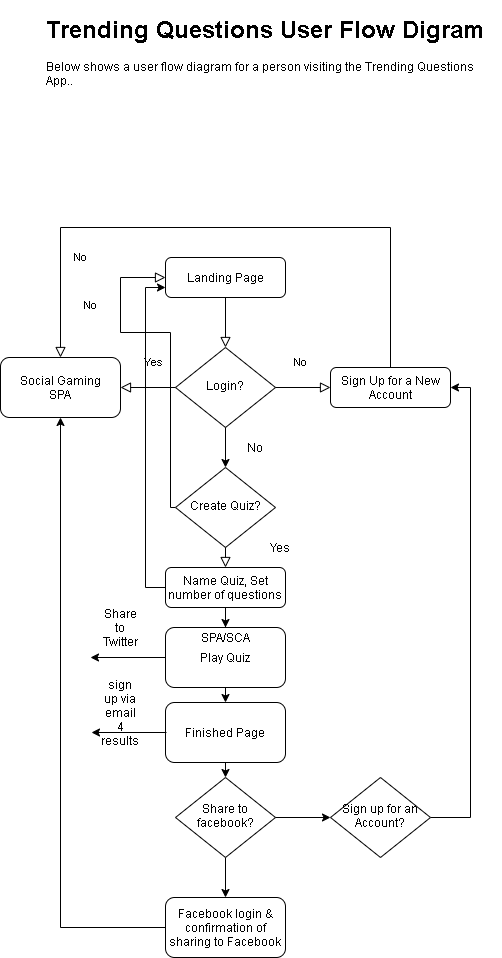 Trending Questions User Flow Digram
Below shows a user flow diagram for a person visiting the Trending Questions
App..
No
Landing Page
No
Yes
No
Social Gaming
SPA
Login?
Sign Up for a New
Account
No
Create Quiz?
Yes
Name Quiz, Set
number of questions
Share
to
Twitter
SPA/SCA
Play Quiz
sign
up via
email
4
results
Finished Page
Share to
facebook?
Sign up for an
Account?
Facebook login &
confirmation of
sharing to Facebook